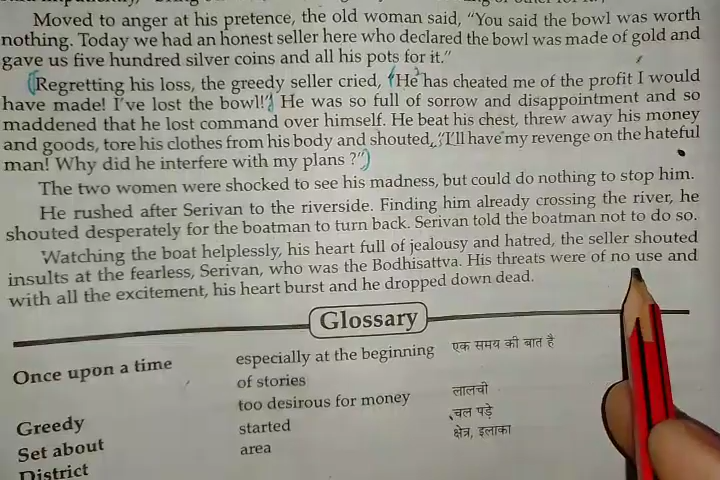 Moved to anger at his pretence, the old woman said, “You said the bowl was worth
nothing. Today we had an honest seller here who declared the bowl was made of gold and
gave us five hundred silver coins and all his pots for it.”
Regretting his loss, the greedy seller cried, “He has cheated me of the profit I would
have made! I've lost the bowl!” He was so full of sorrow and disappointment and so
maddened that he lost command over himself. He beat his chest, threw away his money
and goods, tore his clothes from his body and shouted, “I'll have my revenge on the hateful
man! Why did he interfere with my plans ?”
The two women were shocked to see his madness, but could do nothing to stop him.
He rushed after Serivan to the riverside. Finding him already crossing the river, he
shouted desperately for the boatman to turn back. Serivan told the boatman not to do so.
Watching the boat helplessly, his heart full of jealousy and hatred, the seller shouted
insults at the fearless, Serivan, who was the Bodhisattva. His threats were of no use and
with all the excitement, his heart burst and he dropped down dead.
Glossary
Once upon a time especially at the beginning एक समय की बात है
of stories
Greedy too desirous for money लालची
Set about started चल पड़े
District area क्षेत्र, इलाका